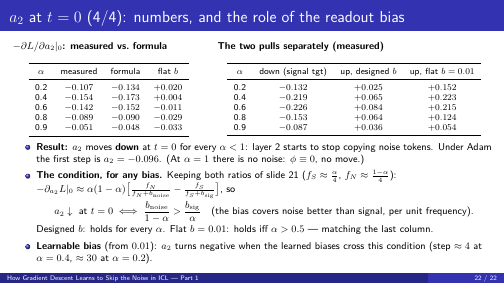 a₂ at t = 0 (4/4): numbers, and the role of the readout bias
−∂L/∂a₂|₀: measured vs. formula
α measured formula flat b
0.2 −0.107 −0.134 +0.020
0.4 −0.154 −0.173 +0.004
0.6 −0.142 −0.152 −0.011
0.8 −0.089 −0.090 −0.029
0.9 −0.051 −0.048 −0.033
The two pulls separately (measured)
α down (signal tgt) up, designed b up, flat b = 0.01
0.2 −0.132 +0.025 +0.152
0.4 −0.219 +0.065 +0.223
0.6 −0.226 +0.084 +0.215
0.8 −0.153 +0.064 +0.124
0.9 −0.087 +0.036 +0.054
Result: a₂ moves down at t = 0 for every α < 1: layer 2 starts to stop copying noise tokens. Under Adam
the first step is a₂ = −0.096. (At α = 1 there is no noise: ϕ ≡ 0, no move.)
The condition, for any bias. Keeping both ratios of slide 21 (f_S ≈ α/4, f_N ≈ (1−α)/4):
−∂_{a₂}L|₀ ≈ α(1 − α)[f_N/(f_N+b_noise) − f_S/(f_S+b_sig)], so
a₂ ↓ at t = 0 ⟺ b_noise/(1 − α) > b_sig/α (the bias covers noise better than signal, per unit frequency).
Designed b: holds for every α. Flat b = 0.01: holds iff α > 0.5 — matching the last column.
Learnable bias (from 0.01): a₂ turns negative when the learned biases cross this condition (step ≈ 4 at
α = 0.4, ≈ 30 at α = 0.2).
How Gradient Descent Learns to Skip the Noise in ICL — Part 1 22 / 22